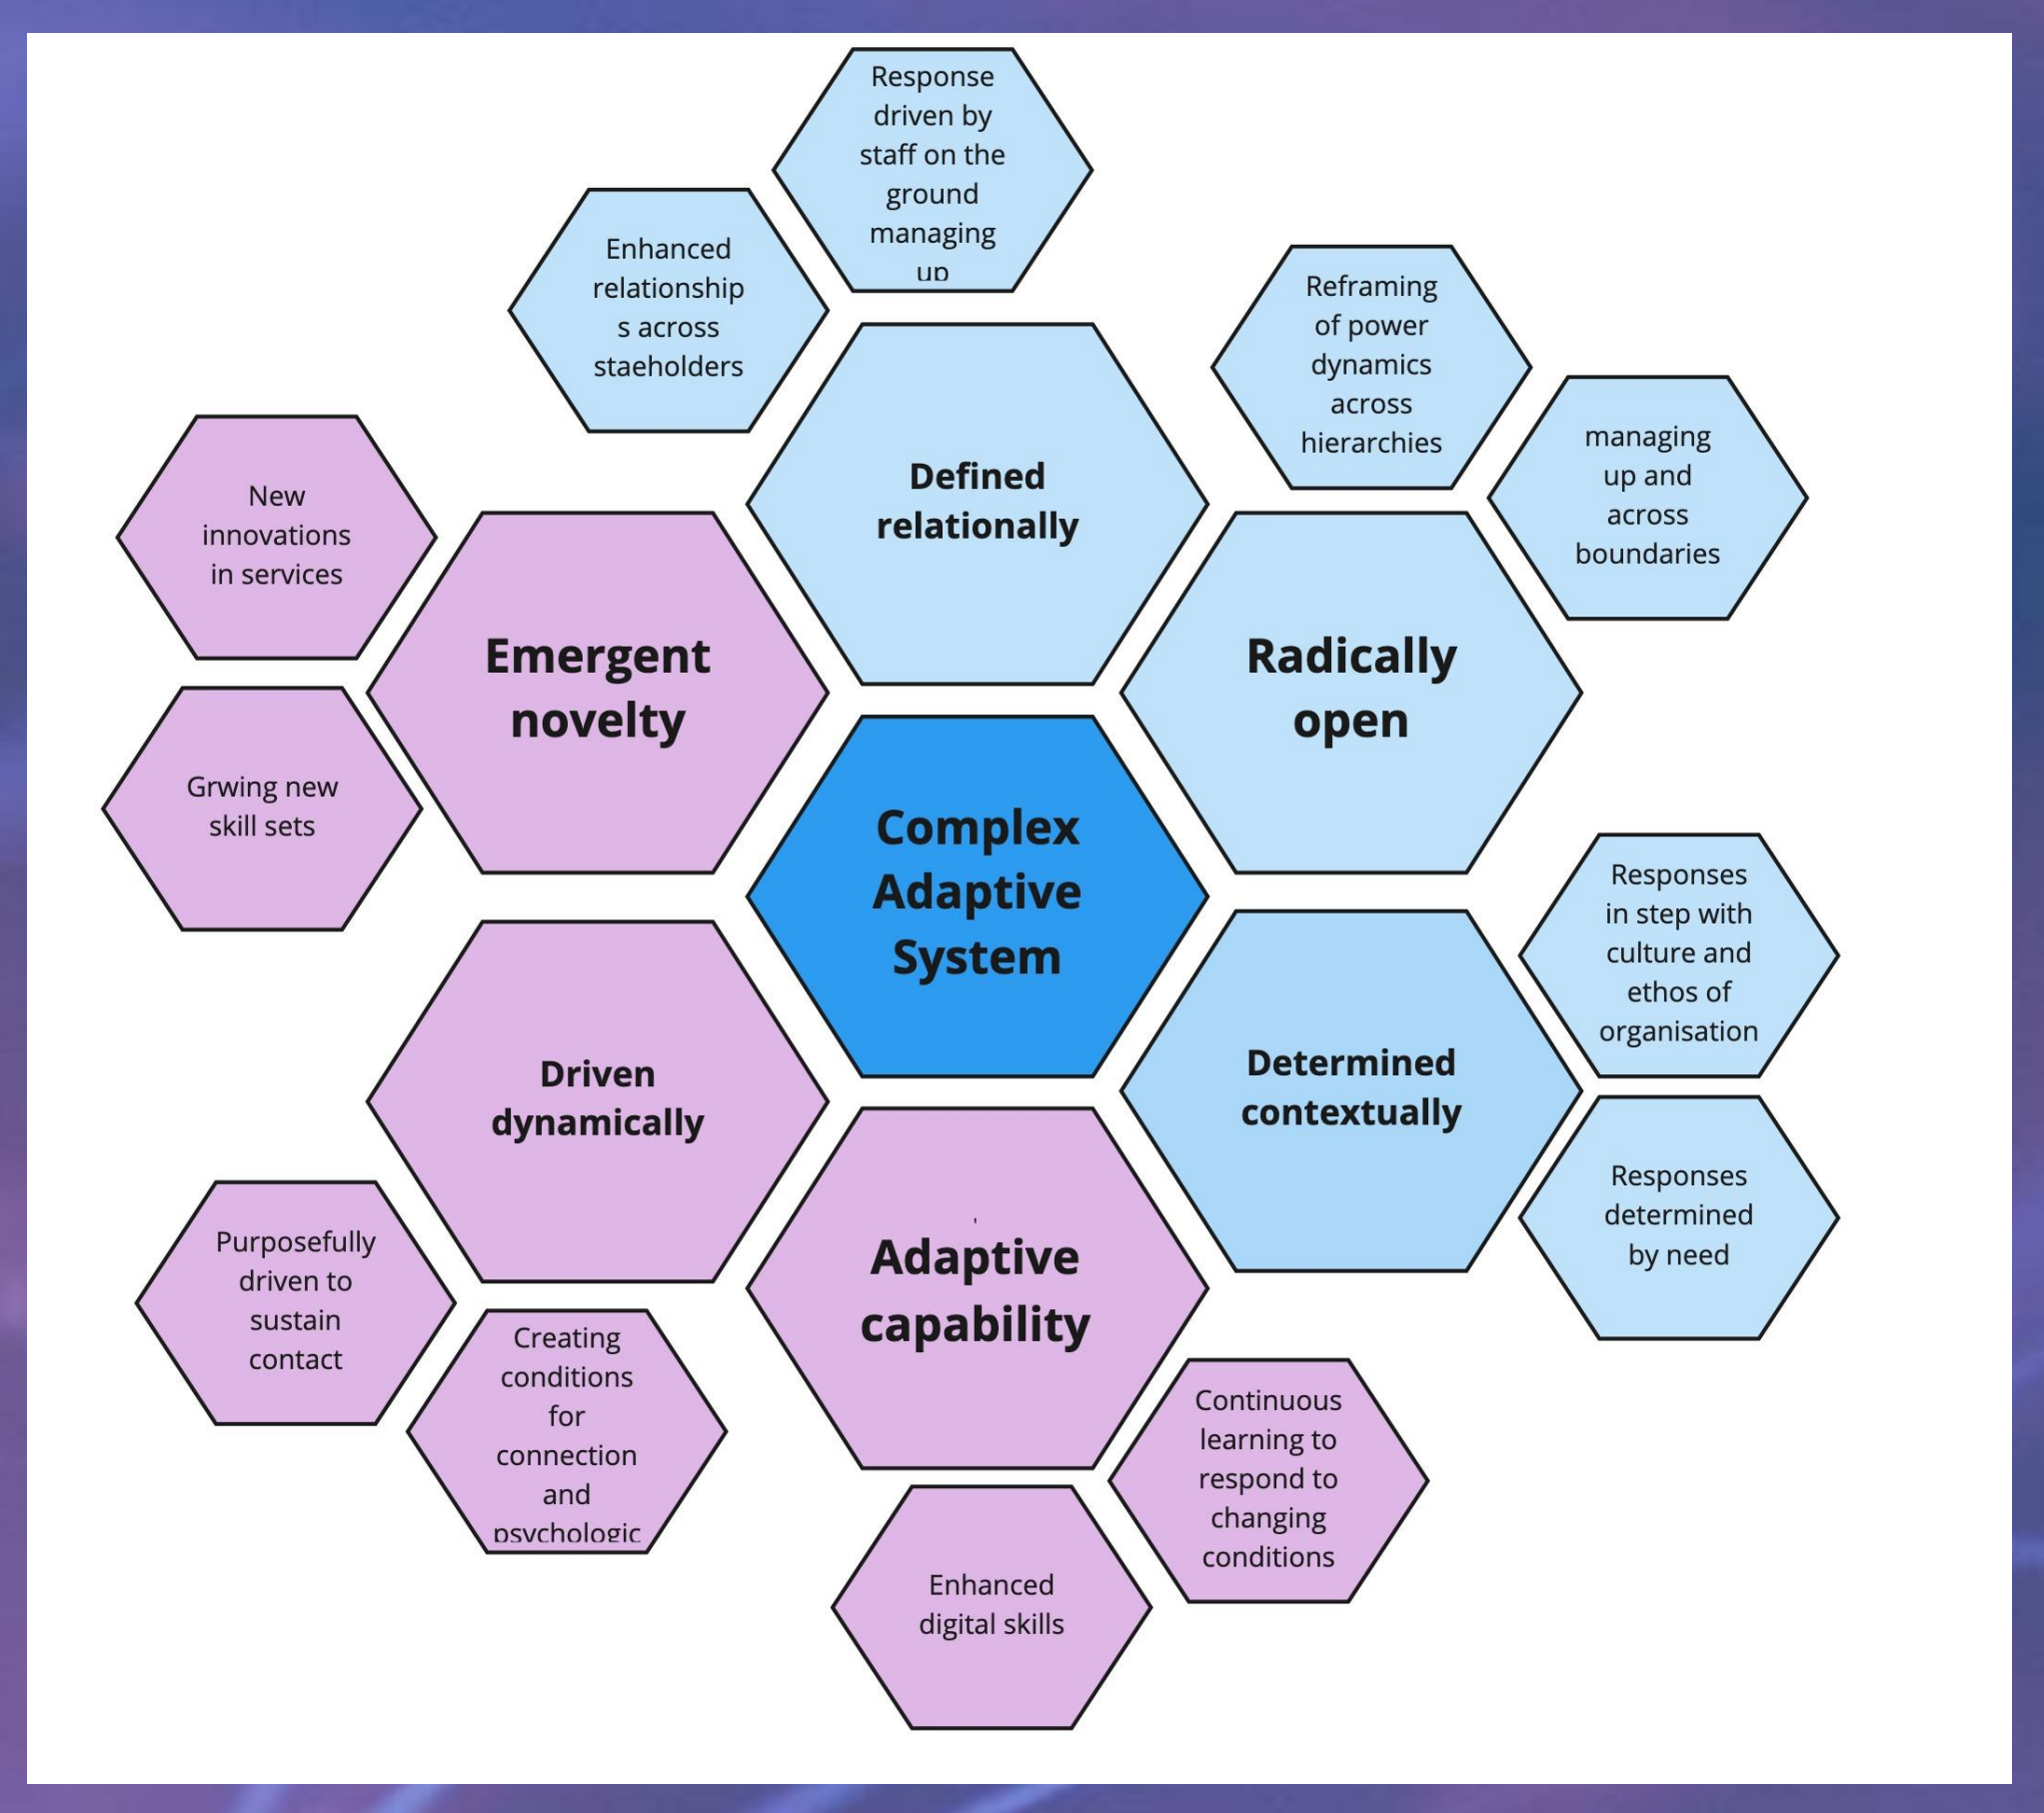 Response
driven by
staff on the
ground
managing
up
Enhanced
relationship
s across
staeholders
Reframing
of power
dynamics
across
hierarchies
managing
up and
across
boundaries
Defined
relationally
New
innovations
in services
Emergent
novelty
Radically
open
Grwing new
skill sets
Complex
Adaptive
System
Responses
in step with
culture and
ethos of
organisation
Driven
dynamically
Determined
contextually
Responses
determined
by need
'
Adaptive
capability
Purposefully
driven to
sustain
contact
Creating
conditions
for
connection
and
psychologic
Continuous
learning to
respond to
changing
conditions
Enhanced
digital skills